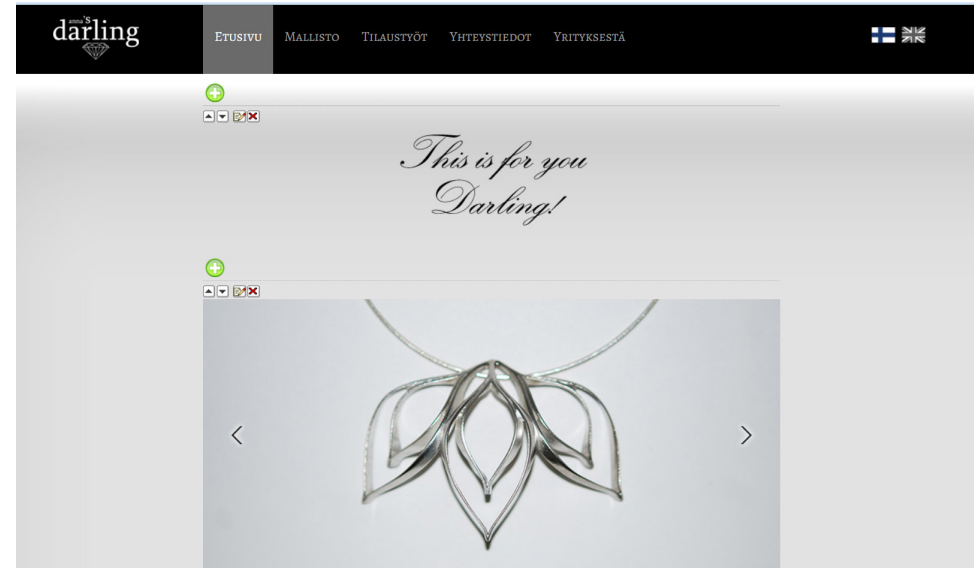 anna's
darling
Etusivu Mallisto Tilaustyöt Yhteystiedot Yrityksestä
This is for you
Darling!